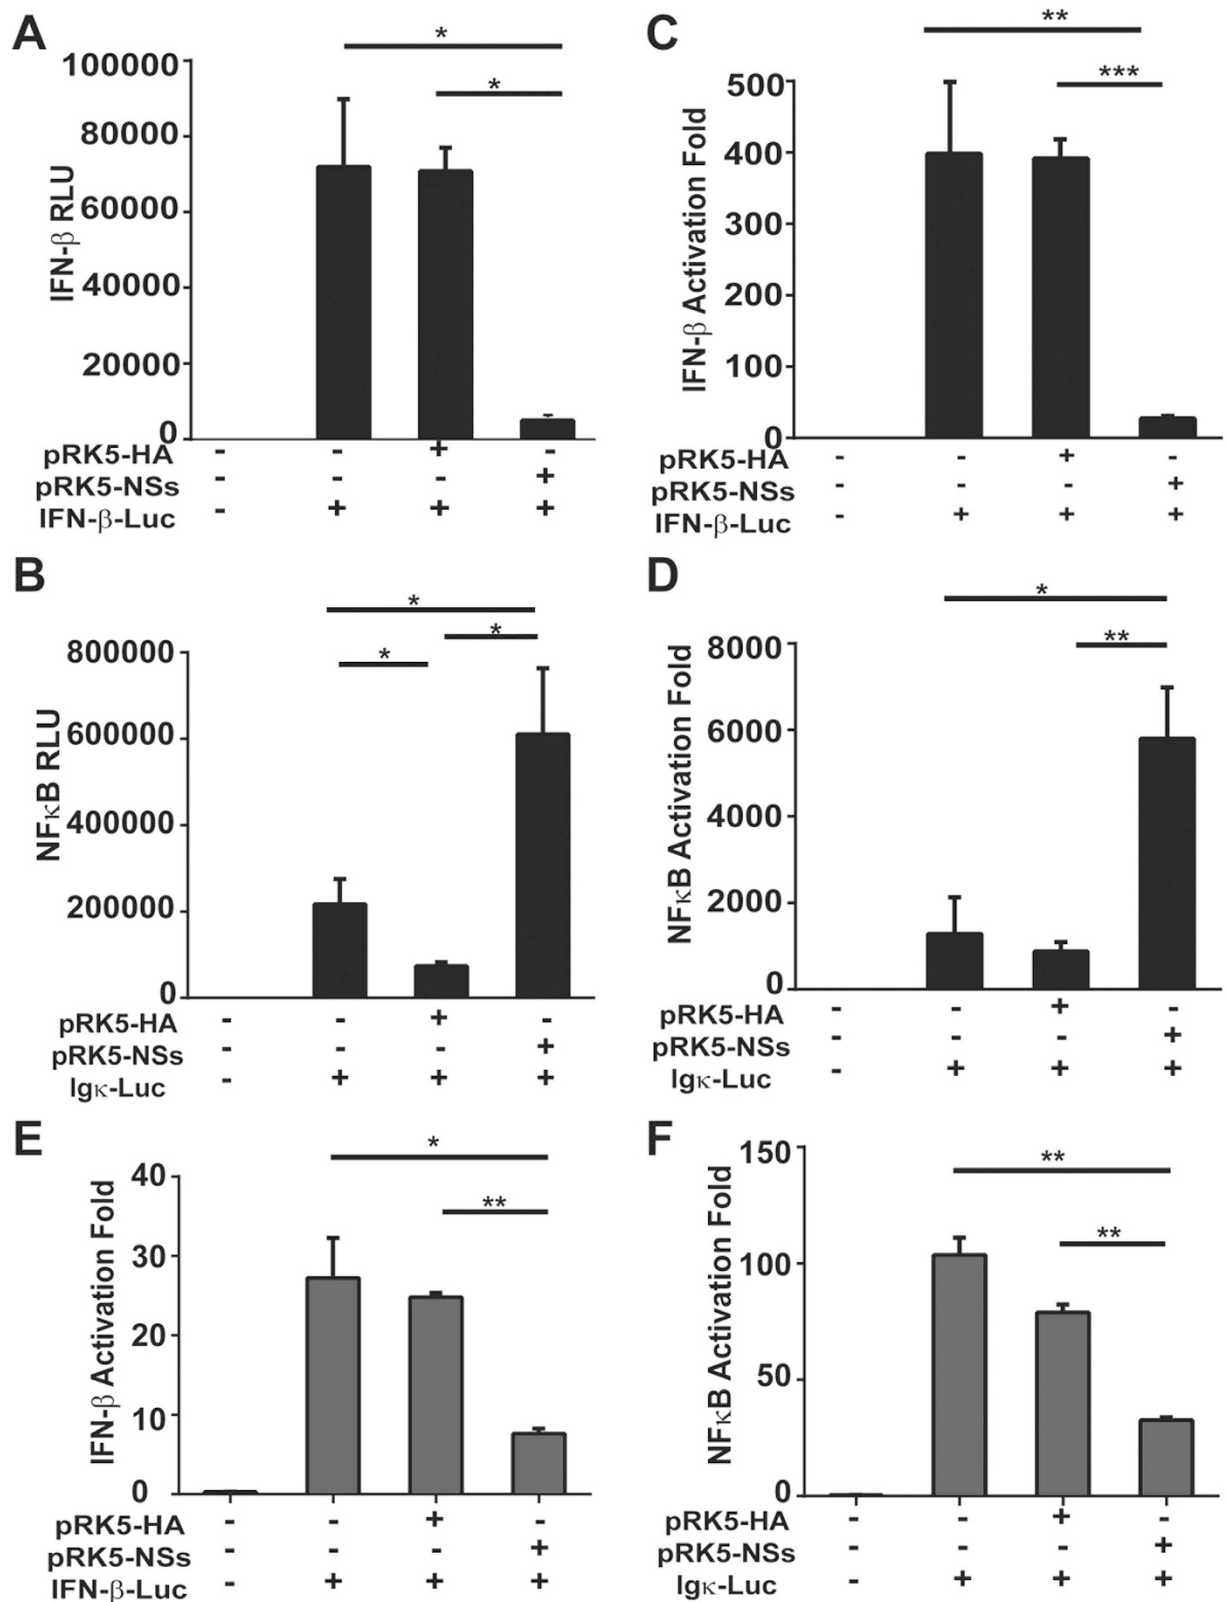 A
*
*
100000
80000
60000
40000
20000
0
IFN-β RLU
pRK5-HA - - + -
pRK5-NSs - - - +
IFN-β-Luc - + + +
C
**
***
500
400
300
200
100
0
IFN-β Activation Fold
pRK5-HA - - + -
pRK5-NSs - - - +
IFN-β-Luc - + + +
B
*
*
*
800000
600000
400000
200000
0
NFκB RLU
pRK5-HA - - + -
pRK5-NSs - - - +
Igκ-Luc - + + +
D
*
**
8000
6000
4000
2000
0
NFκB Activation Fold
pRK5-HA - - + -
pRK5-NSs - - - +
Igκ-Luc - + + +
E
*
**
40
30
20
10
0
IFN-β Activation Fold
pRK5-HA - - + -
pRK5-NSs - - - +
IFN-β-Luc - + + +
F
**
**
150
100
50
0
NFκB Activation Fold
pRK5-HA - - + -
pRK5-NSs - - - +
Igκ-Luc - + + +